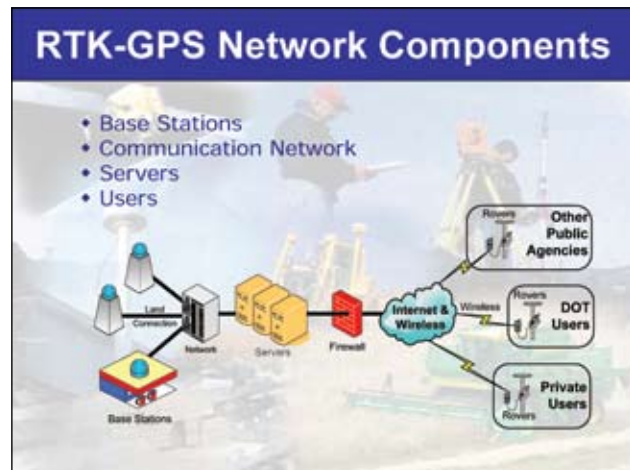 RTK-GPS Network Components
Base Stations
Communication Network
Servers
Users
Rovers
Other
Public
Agencies
Land
Connection
Network
Servers
Firewall
Internet &
Wireless
Wireless
Rovers
DOT
Users
Base Stations
Private
Users
Rovers